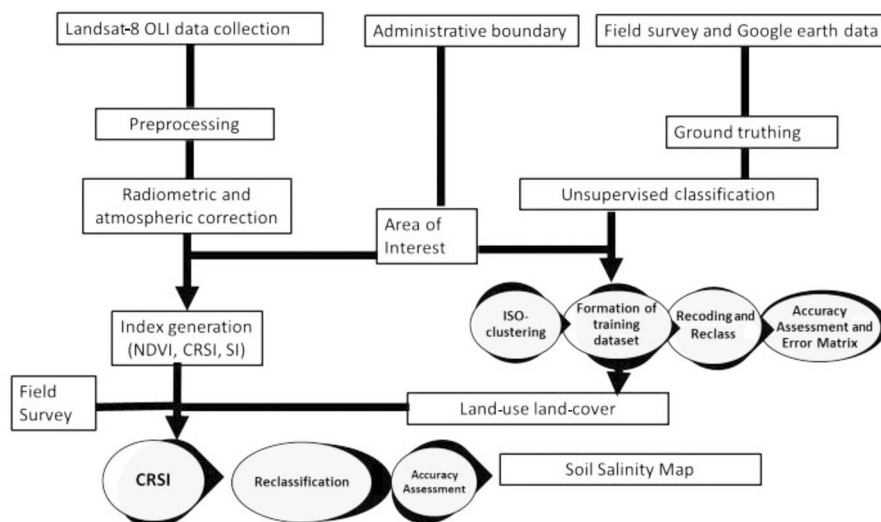 Landsat-8 OLI data collection
Administrative boundary
Field survey and Google earth data
Preprocessing
Ground truthing
Radiometric and
atmospheric correction
Unsupervised classification
Area of
Interest
Index generation
(NDVI, CRSI, SI)
ISO-
clustering
Formation of
training
dataset
Recoding and
Reclass
Accuracy
Assessment and
Error Matrix
Field
Survey
Land-use land-cover
CRSI
Reclassification
Accuracy
Assessment
Soil Salinity Map